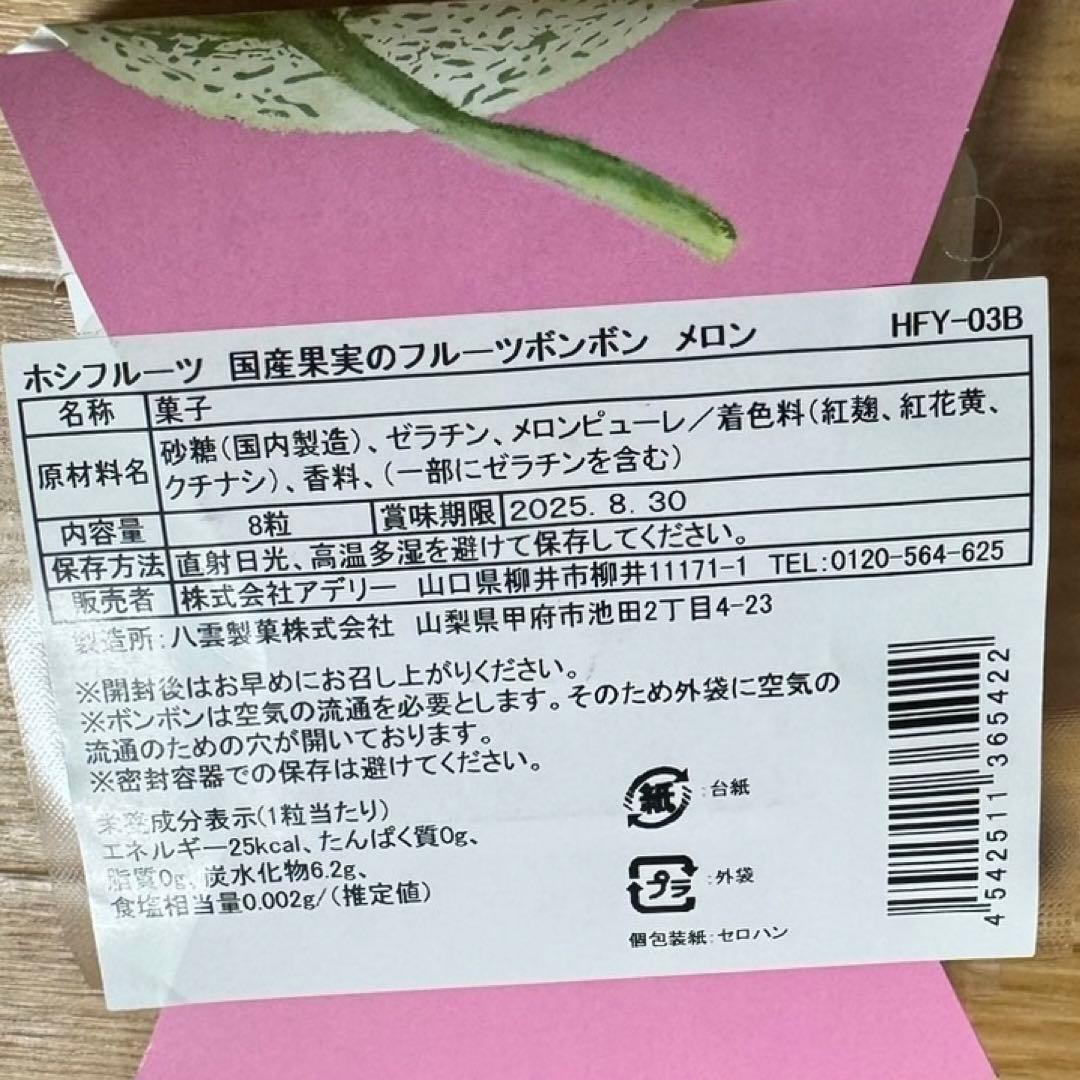 ホシフルーツ 国産果実のフルーツボンボン メロン HFY-03B
名称 菓子
原材料名 砂糖(国内製造)、ゼラチン、メロンピューレ/着色料(紅麹、紅花黄、
クチナシ)、香料、(一部にゼラチンを含む)
内容量 8粒 賞味期限 2025. 8. 30
保存方法 直射日光、高温多湿を避けて保存してください。
販売者 株式会社アデリー 山口県柳井市柳井11171-1 TEL:0120-564-625
製造所:八雲製菓株式会社 山梨県甲府市池田2丁目4-23
※開封後はお早めにお召し上がりください。
※ボンボンは空気の流通を必要とします。そのため外袋に空気の
流通のための穴が開いております。
※密封容器での保存は避けてください。
栄養成分表示(1粒当たり)
エネルギー25kcal、たんぱく質0g、
脂質0g、炭水化物6.2g、
食塩相当量0.002g/(推定値)
紙 :台紙
プラ :外袋
個包装紙:セロハン
4 542511 365422